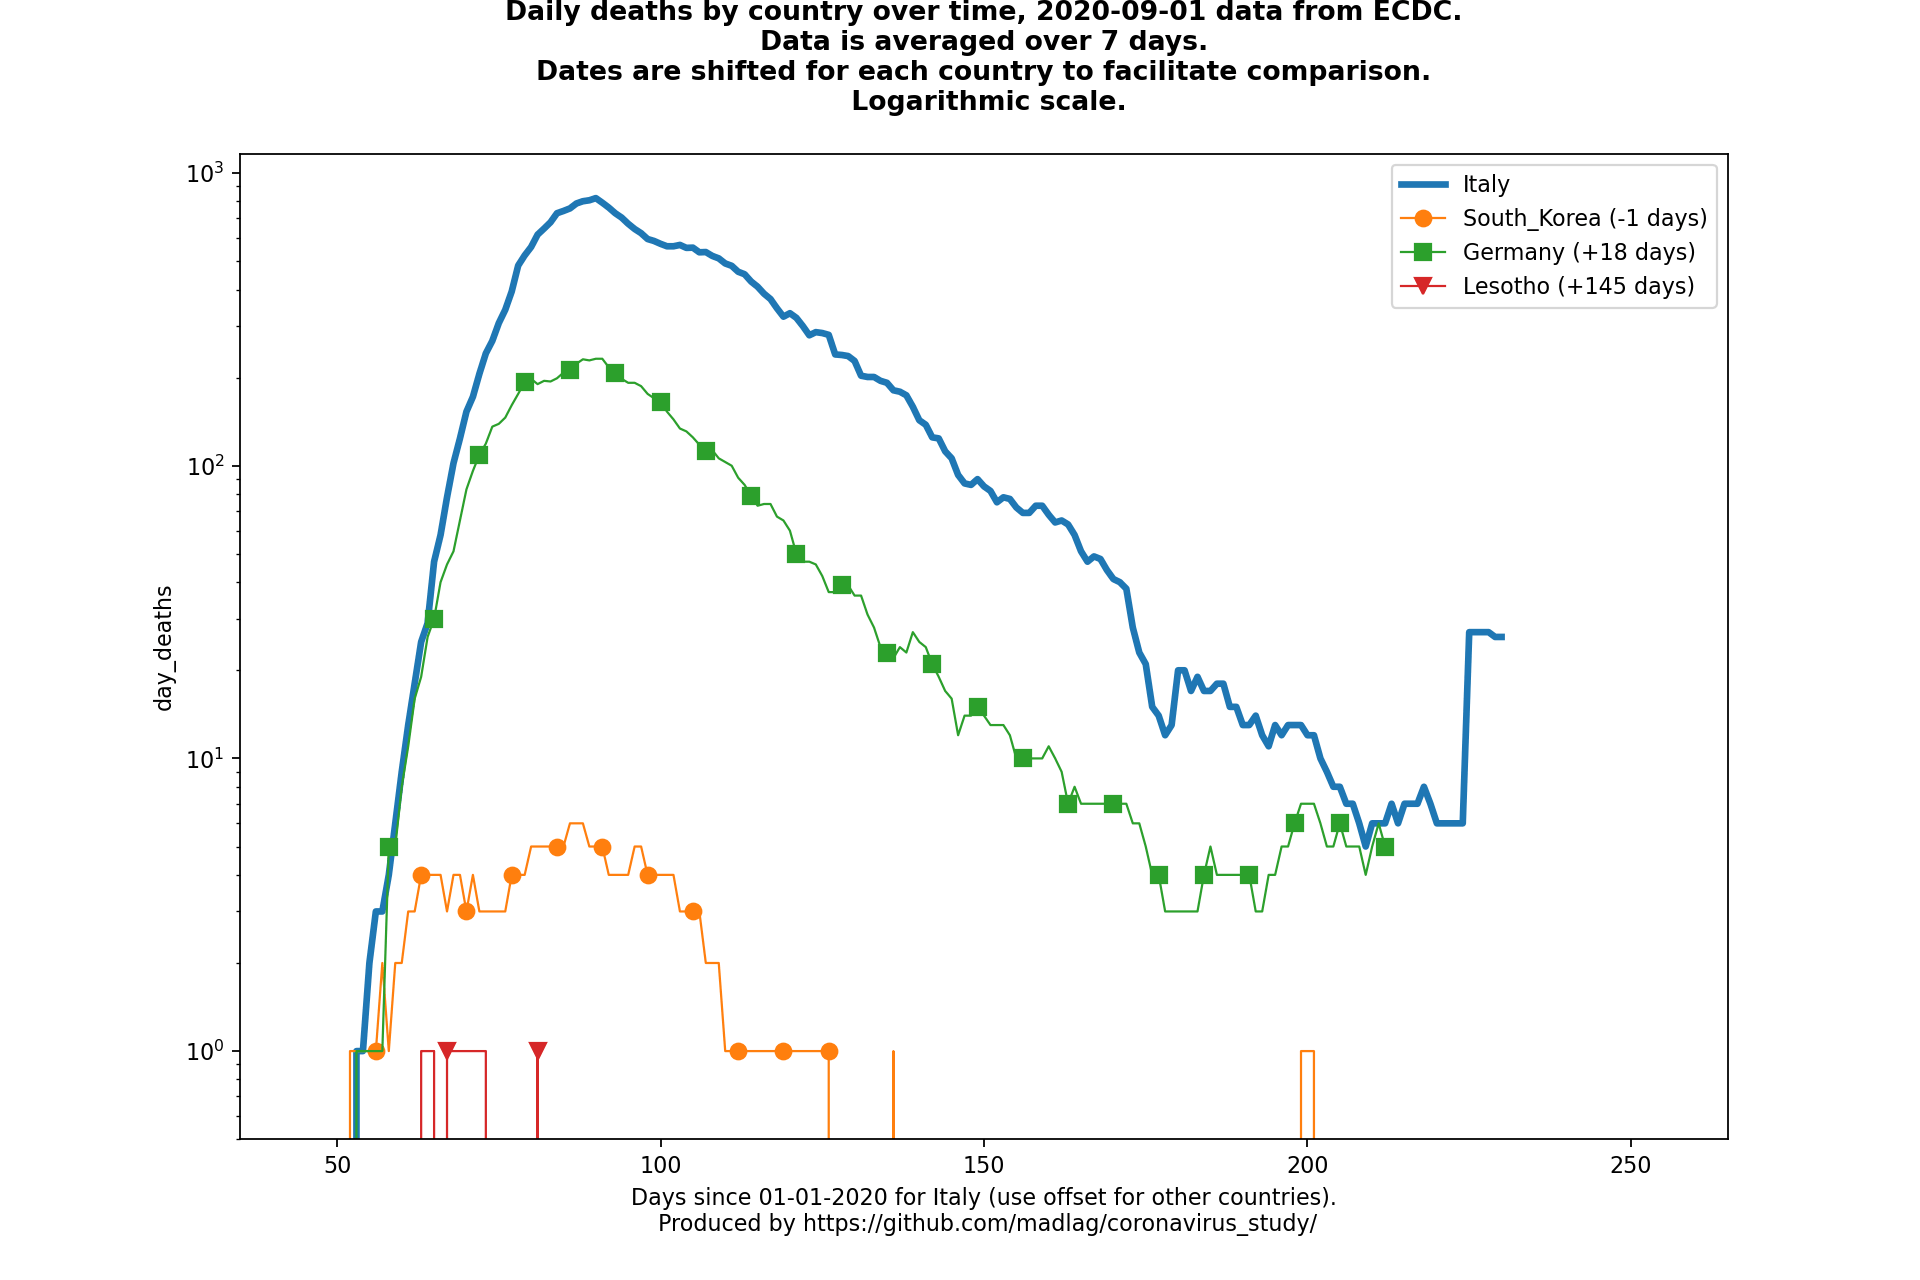 Daily deaths by country over time, 2020-09-01 data from ECDC.
Data is averaged over 7 days.
Dates are shifted for each country to facilitate comparison.
Logarithmic scale.
10³
10²
10¹
10⁰
day_deaths
Italy
South_Korea (-1 days)
Germany (+18 days)
Lesotho (+145 days)
50 100 150 200 250
Days since 01-01-2020 for Italy (use offset for other countries).
Produced by https://github.com/madlag/coronavirus_study/